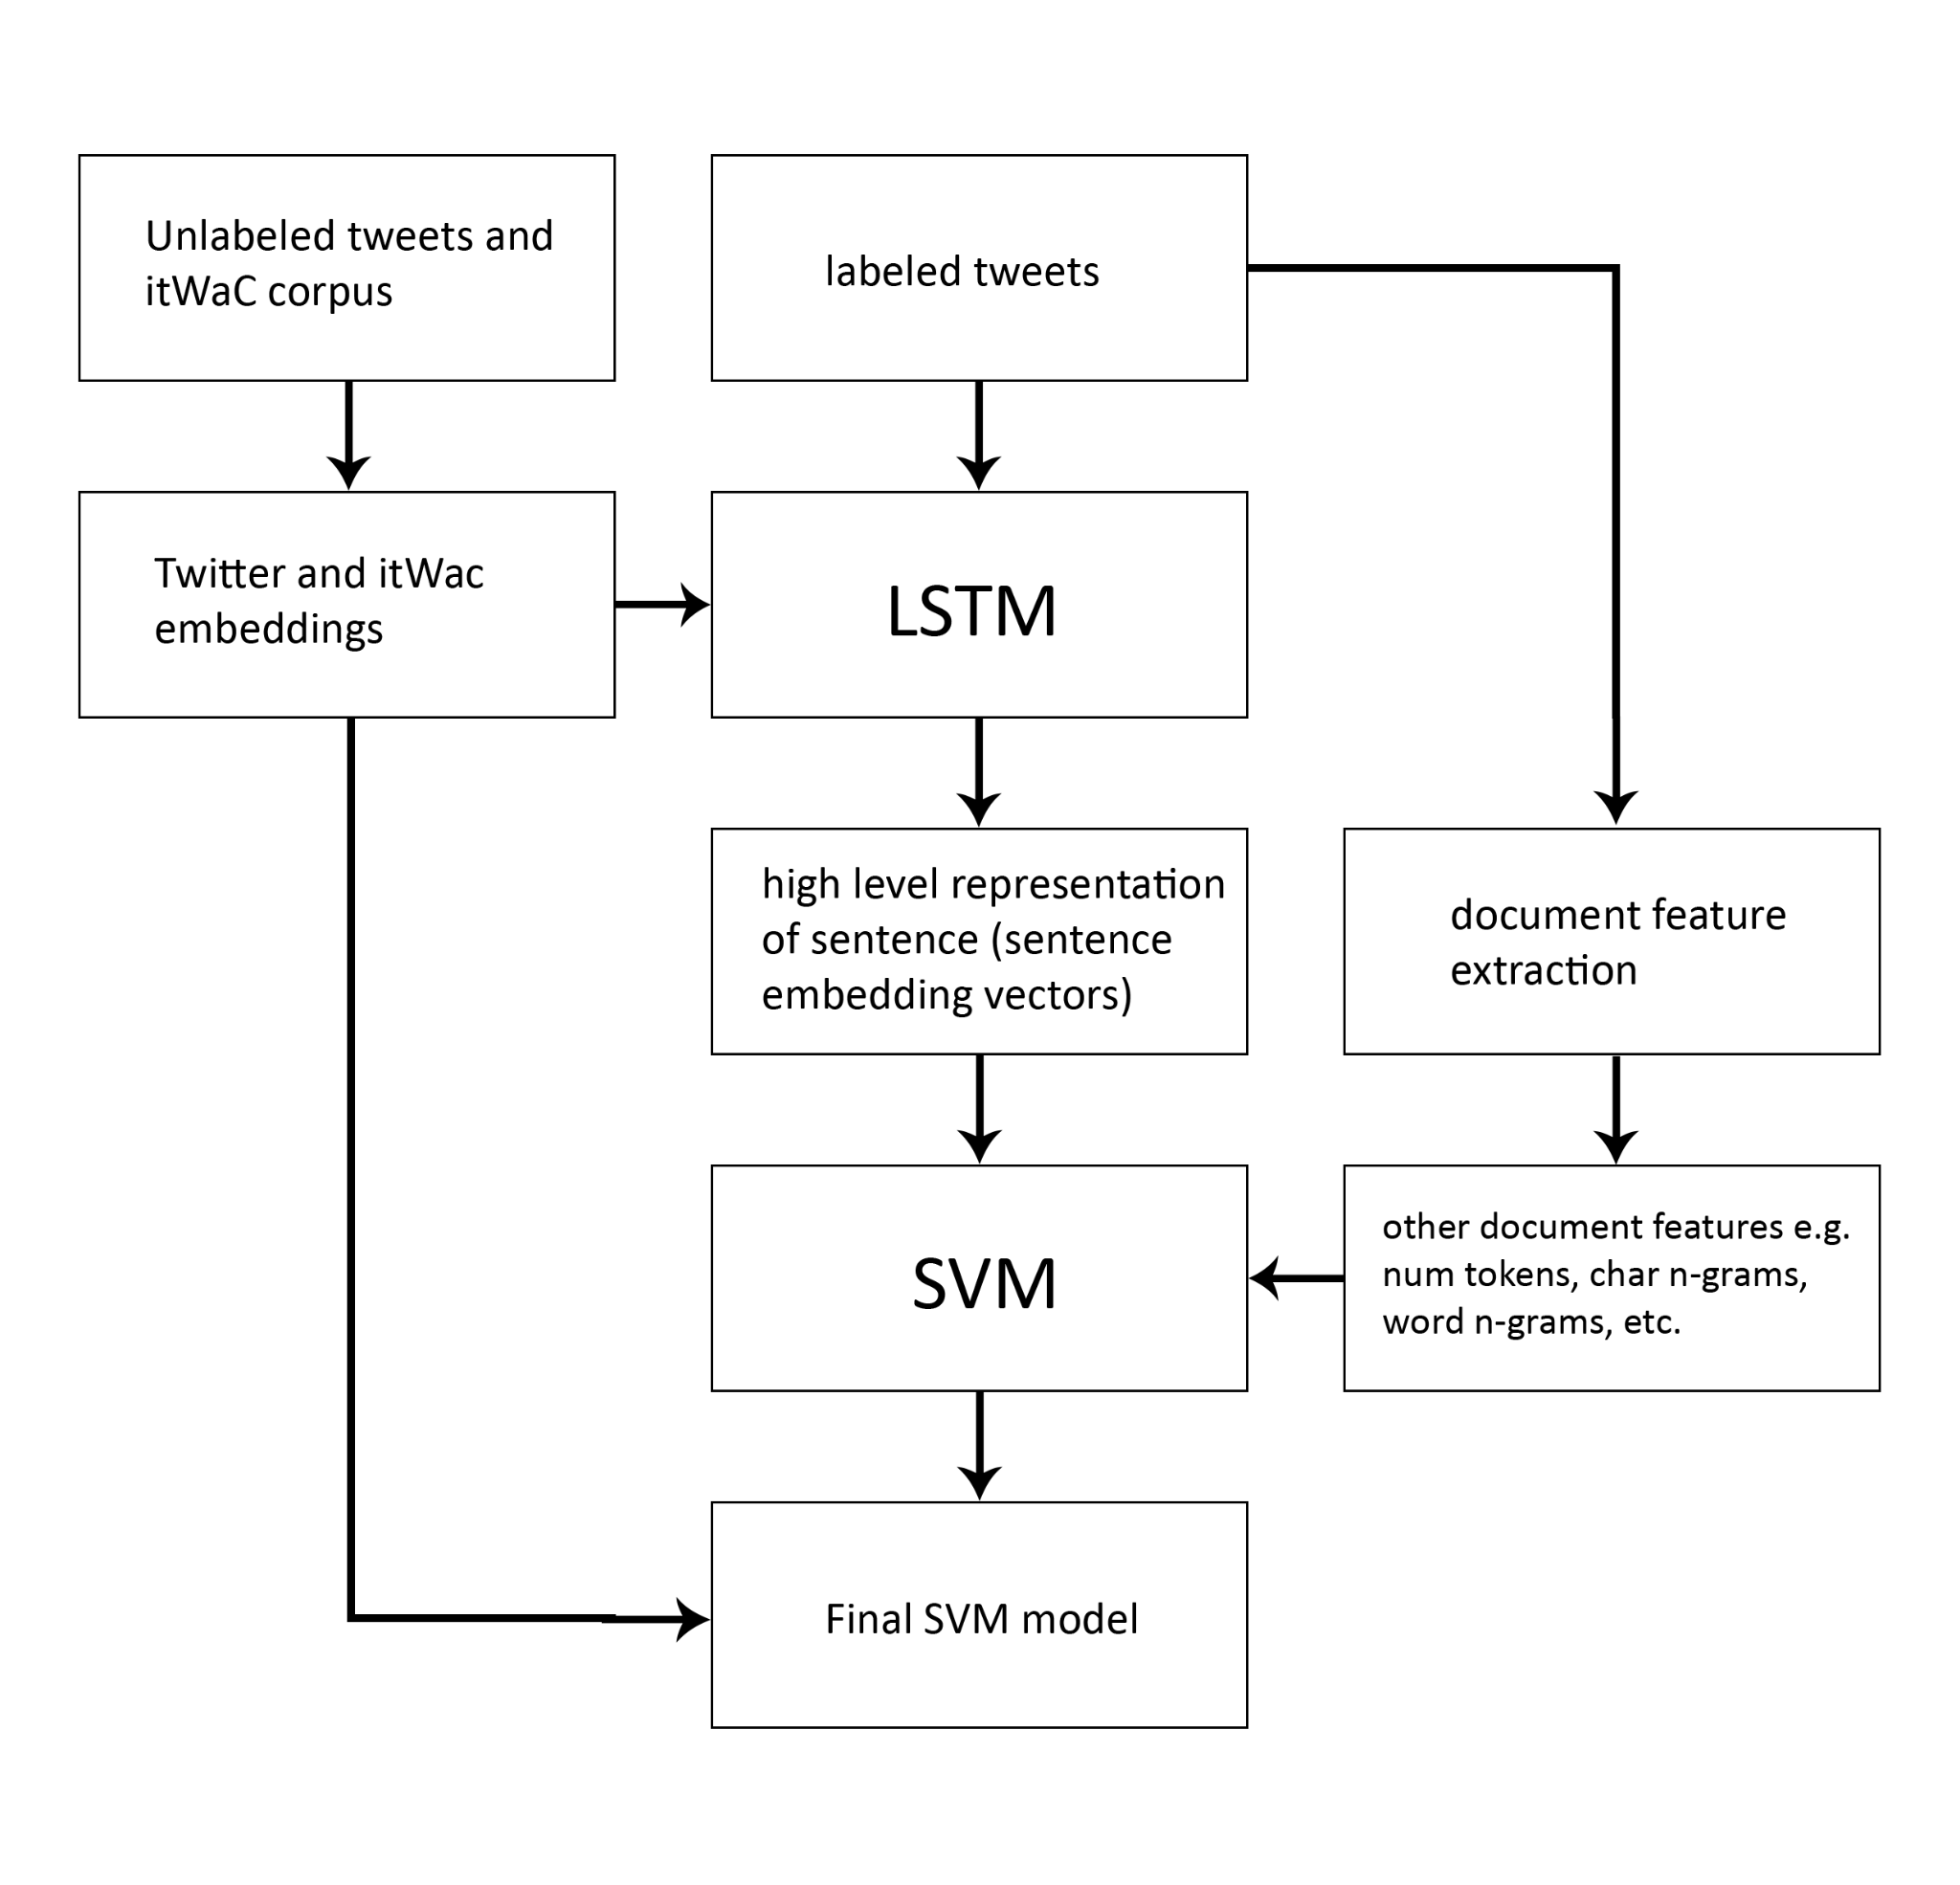 Unlabeled tweets and
itWaC corpus
labeled tweets
Twitter and itWac
embeddings
LSTM
high level representation
of sentence (sentence
embedding vectors)
document feature
extraction
SVM
other document features e.g.
num tokens, char n-grams,
word n-grams, etc.
Final SVM model